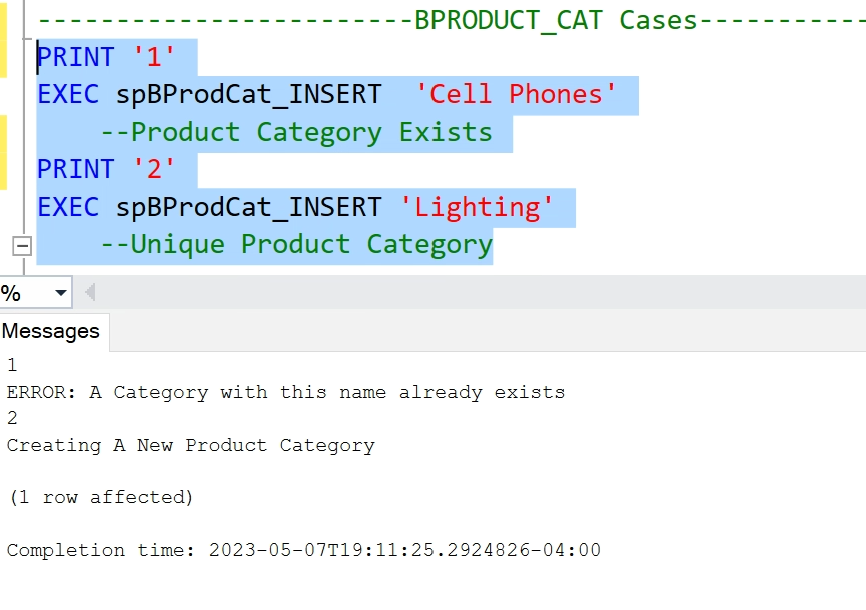 ------------------------BPRODUCT_CAT Cases-----------
PRINT '1'
EXEC spBProdCat_INSERT  'Cell Phones'
--Product Category Exists
PRINT '2'
EXEC spBProdCat_INSERT 'Lighting'
--Unique Product Category
%
Messages
1
ERROR: A Category with this name already exists
2
Creating A New Product Category
(1 row affected)
Completion time: 2023-05-07T19:11:25.2924826-04:00